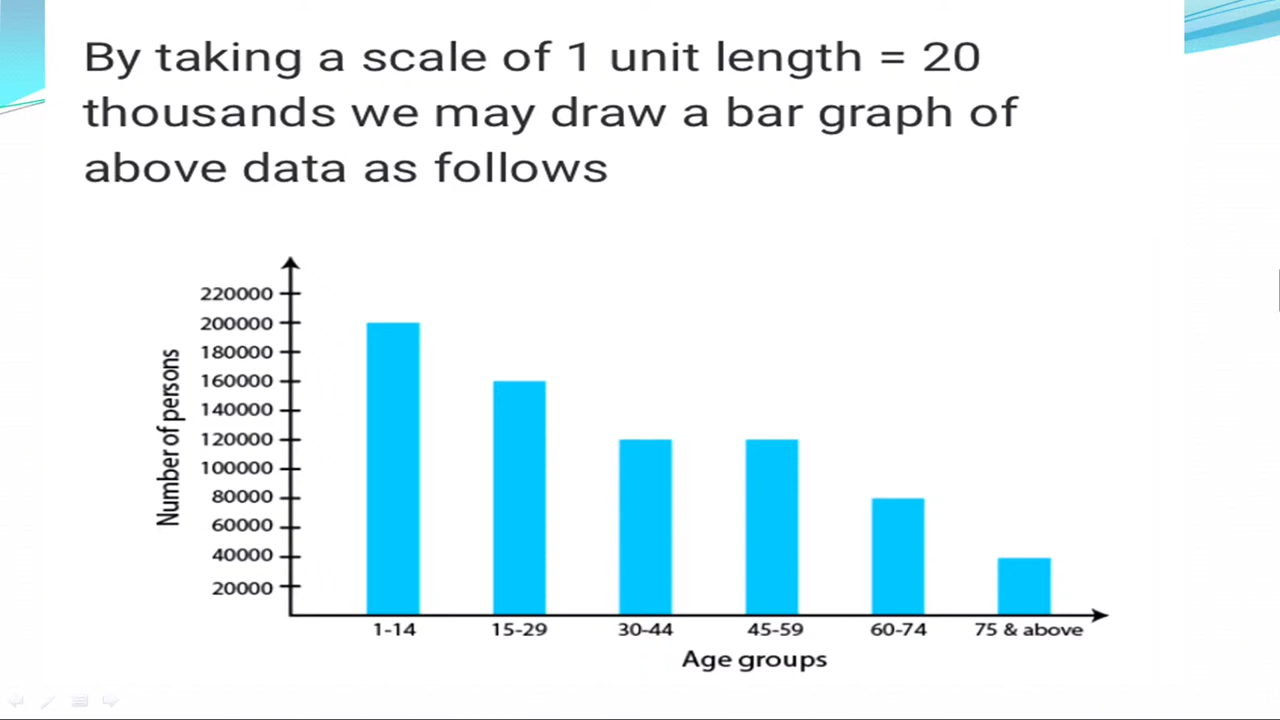 By taking a scale of 1 unit length = 20
thousands we may draw a bar graph of
above data as follows
220000
200000
180000
160000
140000
120000
100000
80000
60000
40000
20000
Number of persons
1-14 15-29 30-44 45-59 60-74 75 & above
Age groups